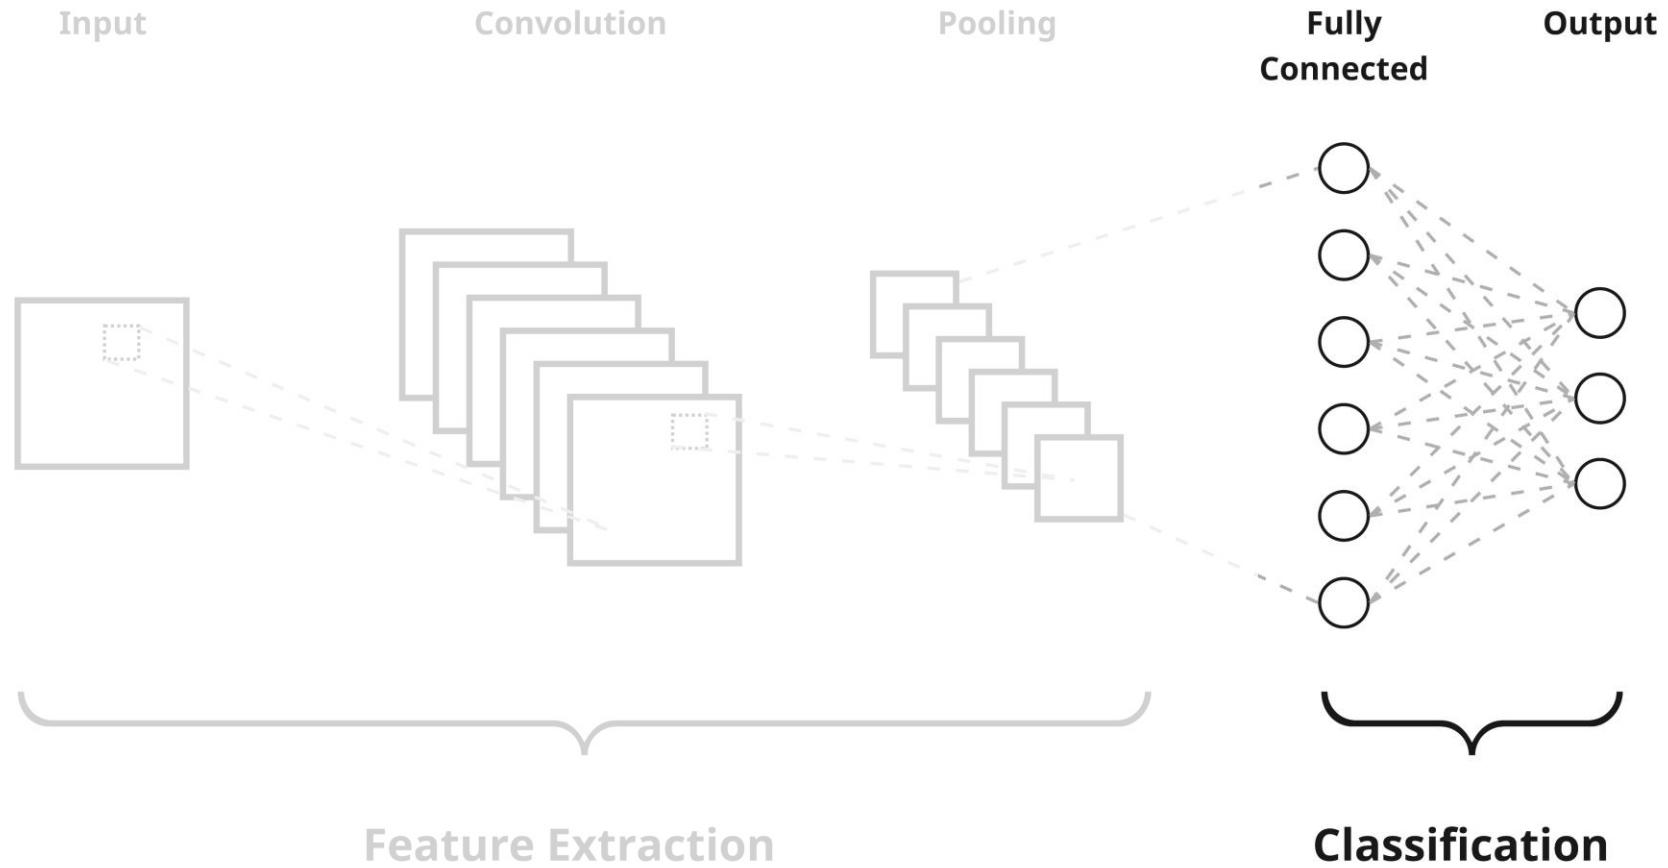 Input
Convolution
Pooling
Fully
Connected
Output
Feature Extraction
Classification